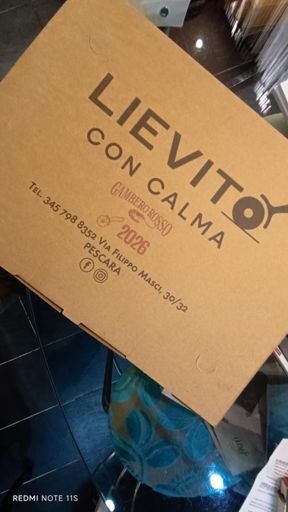 LIEVITO
CON CALMA
GAMBERO ROSSO
2026
TEL. 345 798 8352 VIA FILIPPO MASCI, 30/32
PESCARA
REDMI NOTE 11S